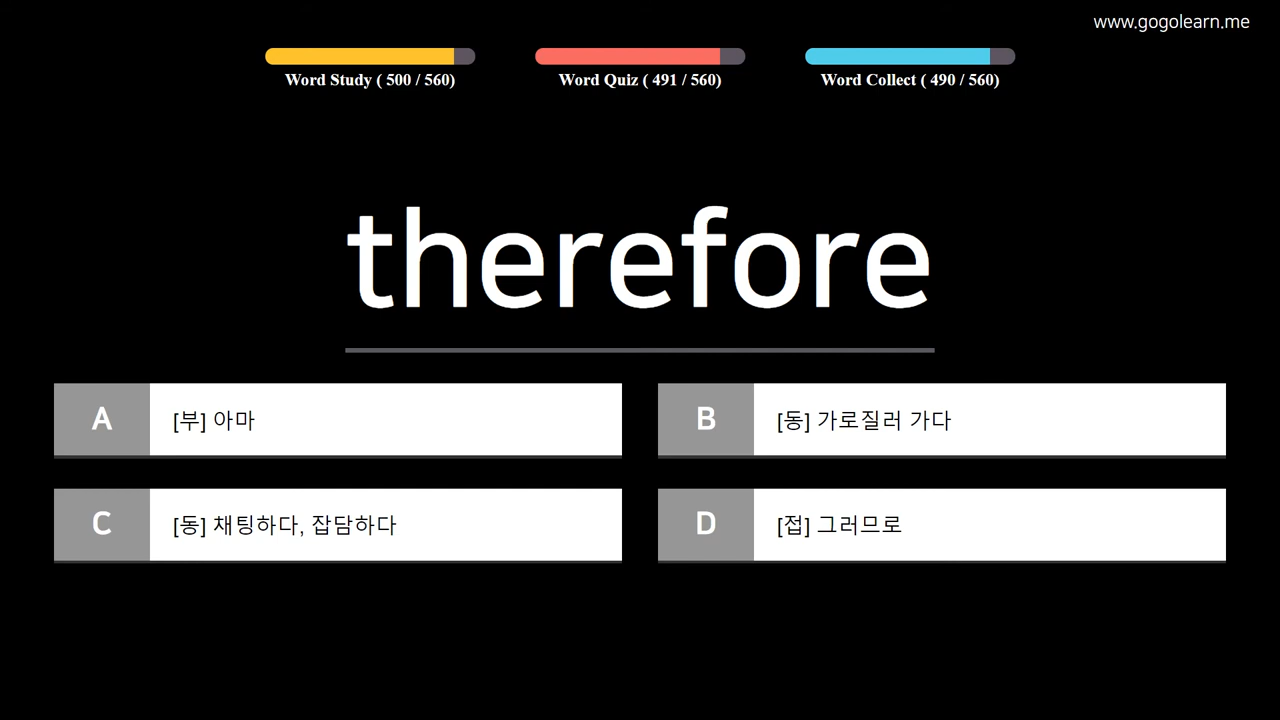 www.gogolearn.me
Word Study ( 500 / 560)
Word Quiz ( 491 / 560)
Word Collect ( 490 / 560)
therefore
A [부] 아마
B [동] 가로질러 가다
C [동] 채팅하다, 잡담하다
D [접] 그러므로